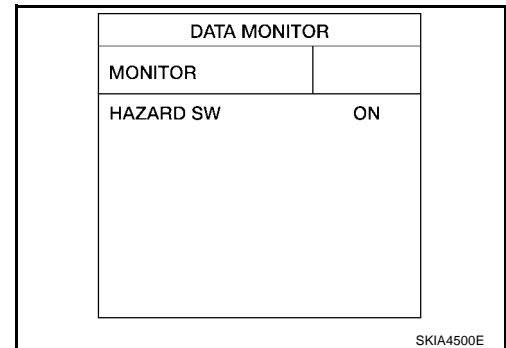 DATA MONITOR
MONITOR
HAZARD SW ON
SKIA4500E